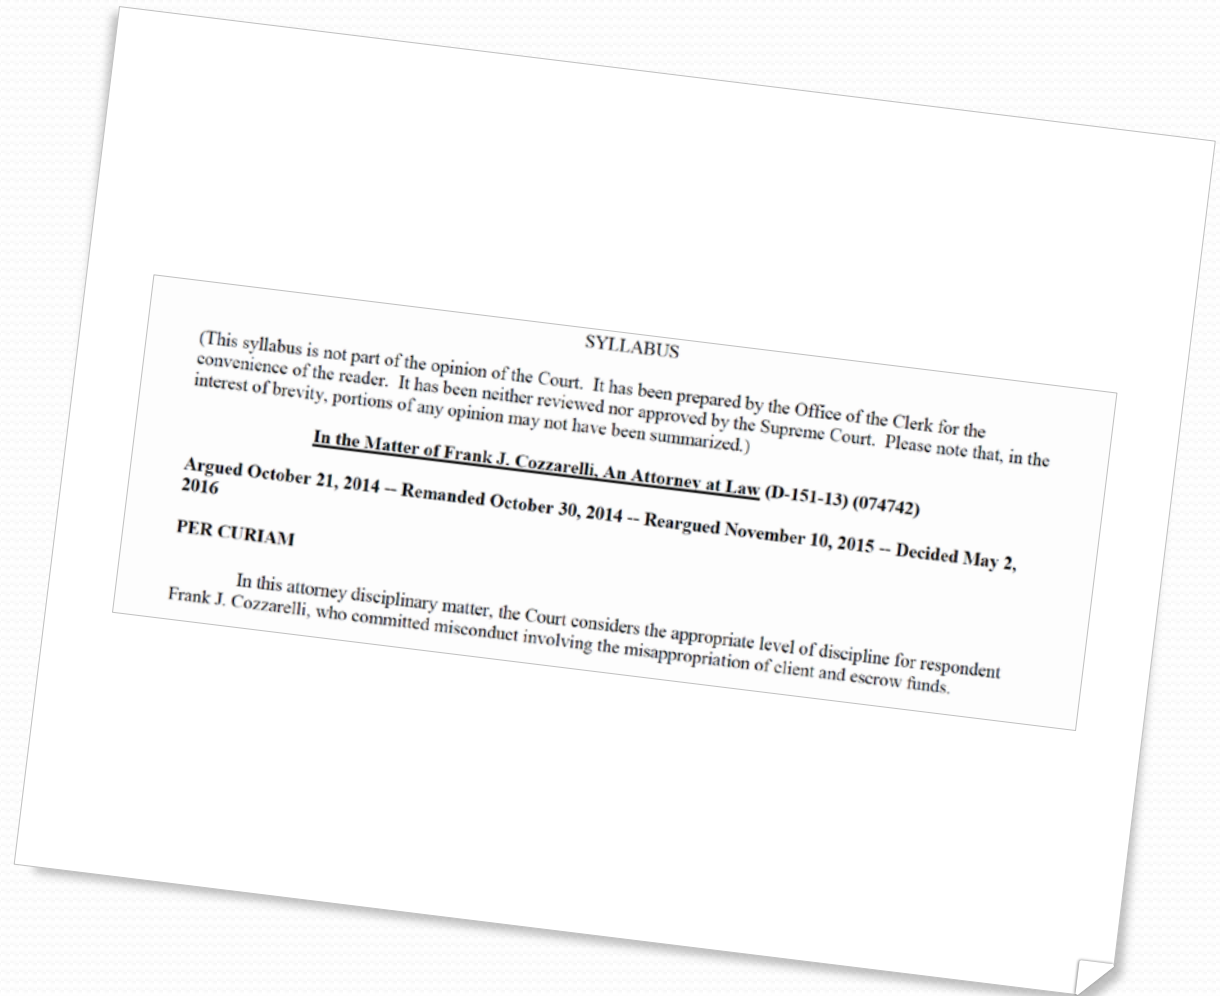 SYLLABUS
(This syllabus is not part of the opinion of the Court. It has been prepared by the Office of the Clerk for the
convenience of the reader. It has been neither reviewed nor approved by the Supreme Court. Please note that, in the
interest of brevity, portions of any opinion may not have been summarized.)
In the Matter of Frank J. Cozzarelli, An Attorney at Law (D-151-13) (074742)
Argued October 21, 2014 -- Remanded October 30, 2014 -- Reargued November 10, 2015 -- Decided May 2,
2016
PER CURIAM
In this attorney disciplinary matter, the Court considers the appropriate level of discipline for respondent
Frank J. Cozzarelli, who committed misconduct involving the misappropriation of client and escrow funds.